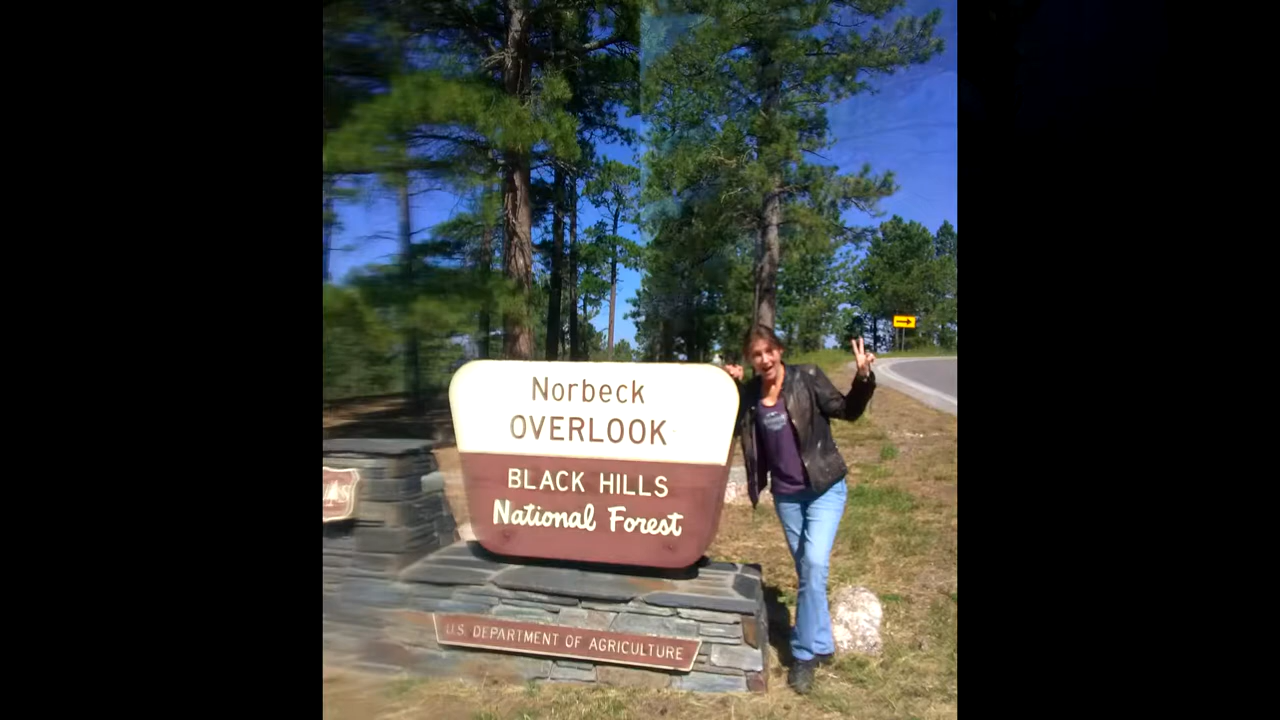 Norbeck
OVERLOOK
BLACK HILLS
National Forest
U.S. DEPARTMENT OF AGRICULTURE